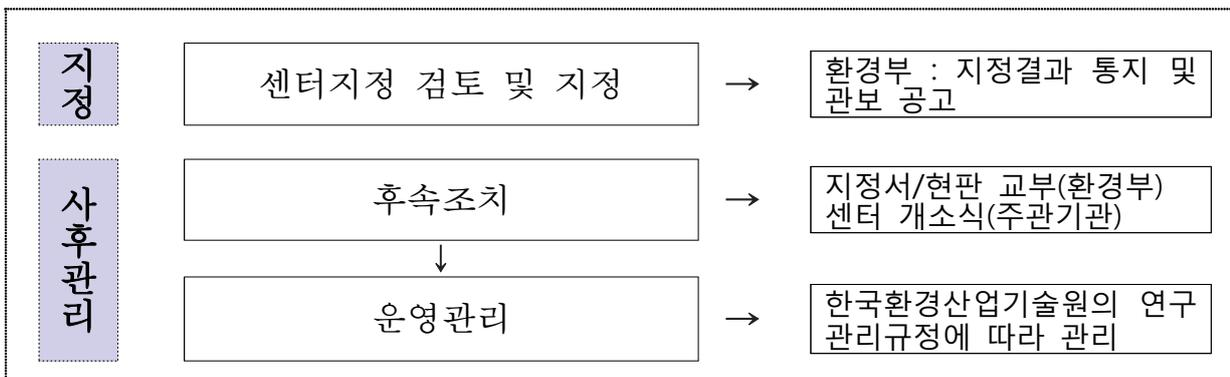 지
정
센터지정 검토 및 지정
→
환경부 : 지정결과 통지 및
관보 공고
사
후
관
리
후속조치
→
지정서/현판 교부(환경부)
센터 개소식(주관기관)
↓
운영관리
→
한국환경산업기술원의 연구
관리규정에 따라 관리